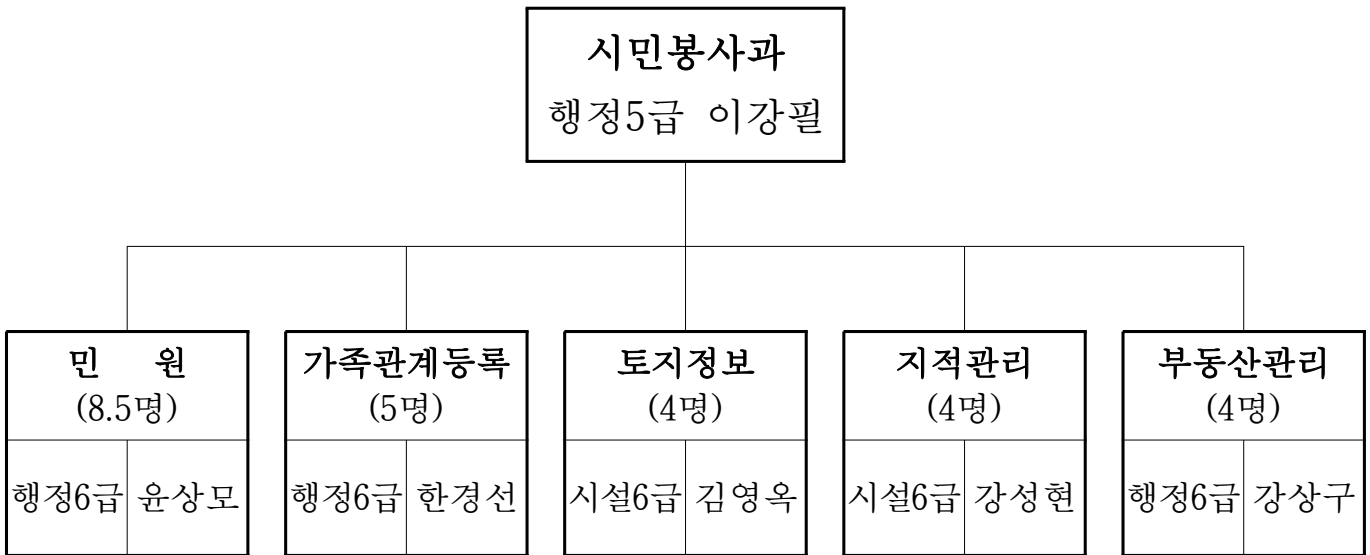 시민봉사과
행정5급 이강필
민 원
(8.5명)
행정6급 윤상모
가족관계등록
(5명)
행정6급 한경선
토지정보
(4명)
시설6급 김영옥
지적관리
(4명)
시설6급 강성현
부동산관리
(4명)
행정6급 강상구